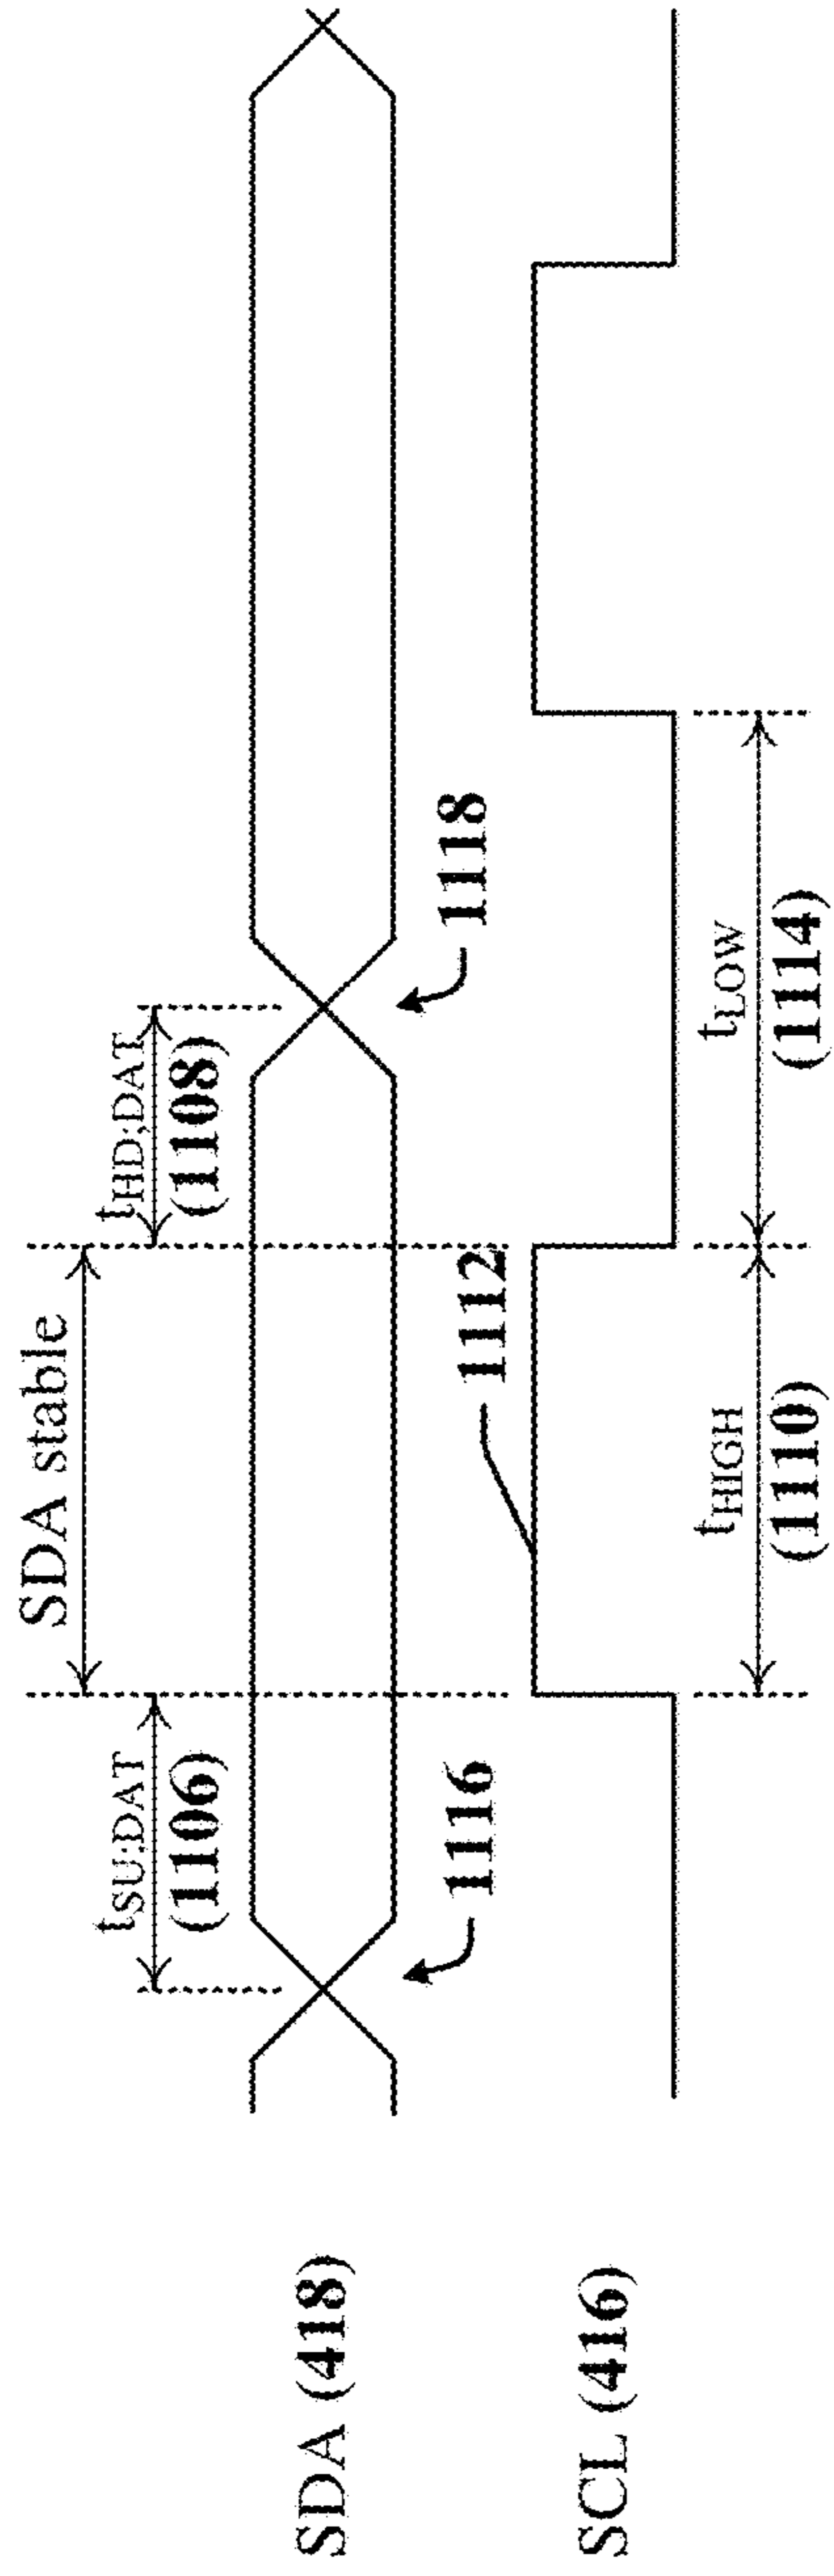 SDA stable
tSU;DAT
(1106)
tHD;DAT
(1108)
SDA (418)
1116
1118
1112
SCL (416)
tHIGH
(1110)
tLOW
(1114)